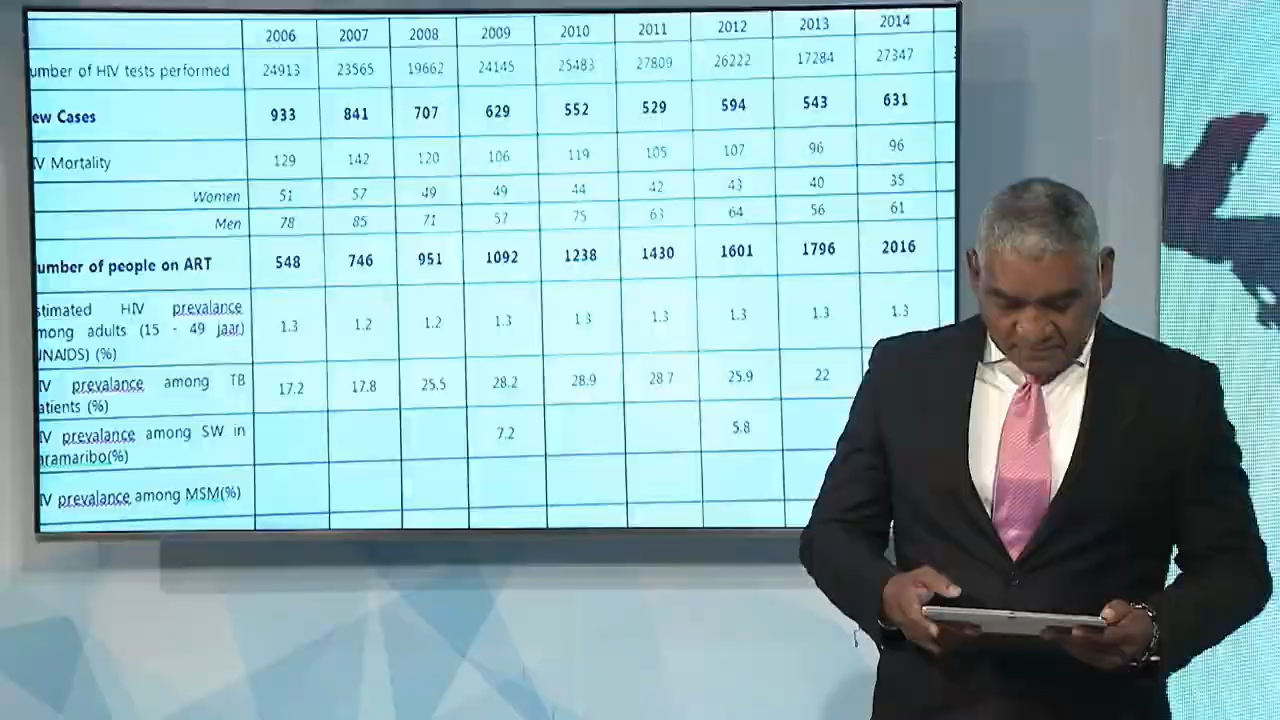 2006 2007 2008 2009 2010 2011 2012 2013 2014
umber of HIV tests performed 24913 23565 19662 24145 25483 27809 26222 17284 27347
ew Cases 933 841 707 629 552 529 594 543 631
IV Mortality 129 142 120 106 119 105 107 96 96
Women 51 57 49 49 44 42 43 40 35
Men 78 85 71 57 75 63 64 56 61
umber of people on ART 548 746 951 1092 1238 1430 1601 1796 2016
stimated HIV prevalance
mong adults (15 - 49 jaar) 1.3 1.2 1.2 1.3 1.3 1.3 1.3 1.3 1.3
UNAIDS) (%)
IV prevalance among TB 17.2 17.8 25.5 28.2 28.9 28.7 25.9 22
atients (%)
IV prevalance among SW in 7.2 5.8
aramaribo(%)
IV prevalance among MSM(%)